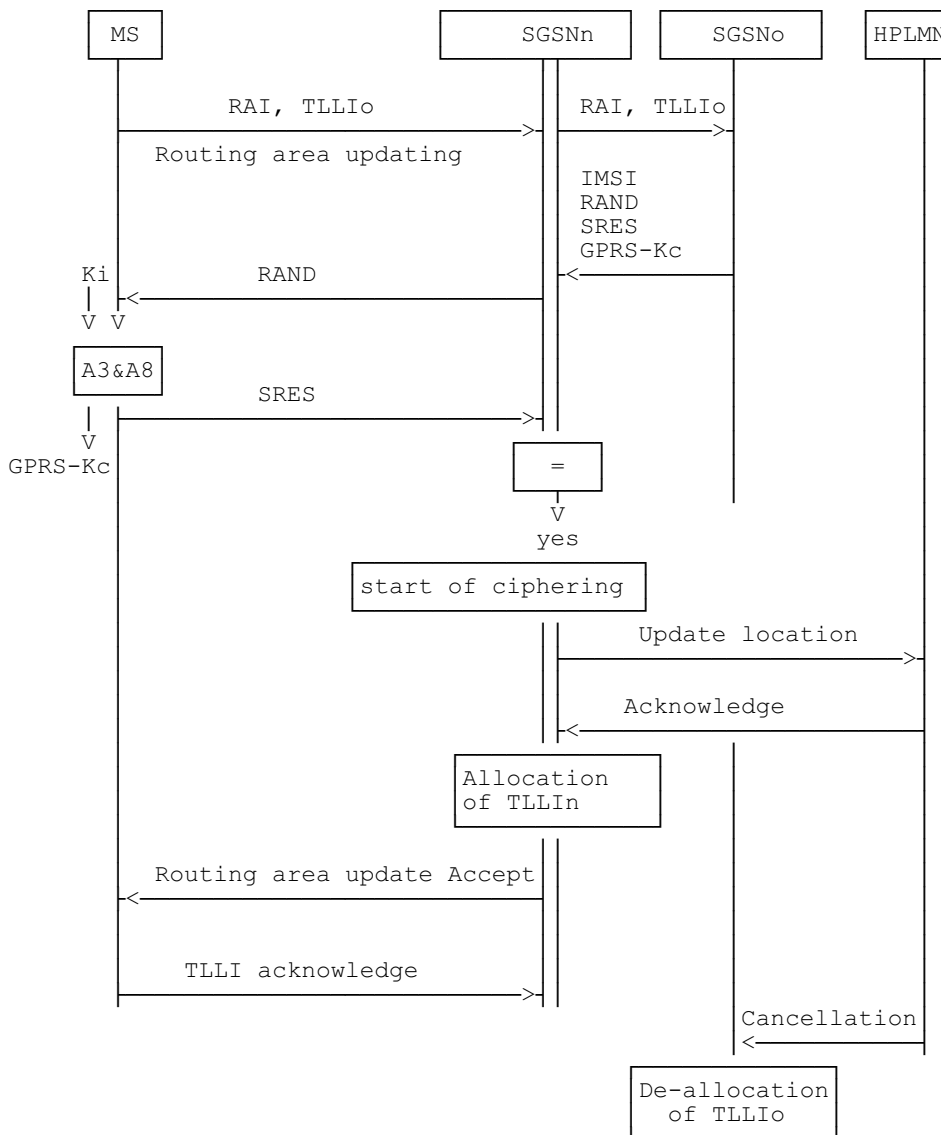 MS SGSNn SGSNo HPLMN
RAI, TLLIo RAI, TLLIo
Routing area updating
IMSI
RAND
SRES
GPRS-Kc
Ki RAND
V V
A3&A8
SRES
V
GPRS-Kc
=
V
yes
start of ciphering
Update location
Acknowledge
Allocation
of TLLIn
Routing area update Accept
TLLI acknowledge
Cancellation
De-allocation
of TLLIo